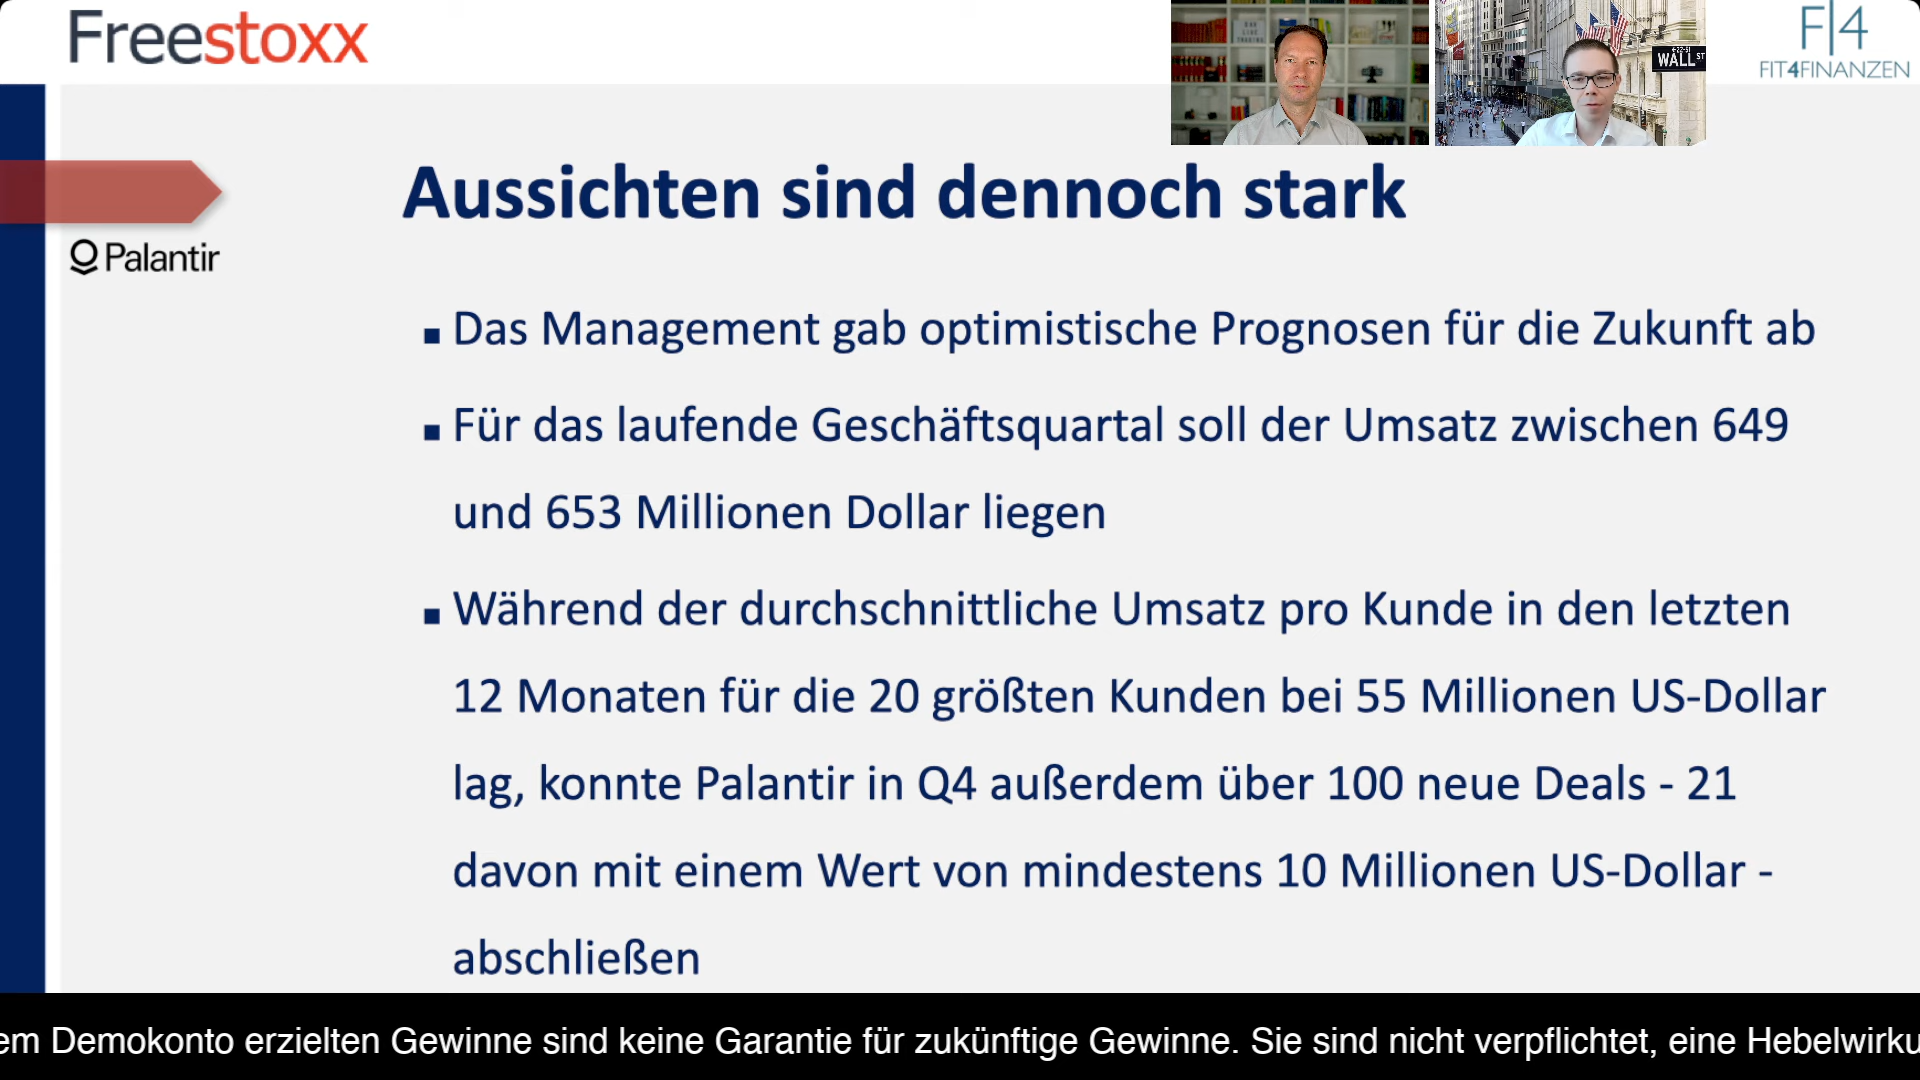 Freestoxx
WALL ST
F|4
FIT4FINANZEN
Aussichten sind dennoch stark
Palantir
▪ Das Management gab optimistische Prognosen für die Zukunft ab
▪ Für das laufende Geschäftsquartal soll der Umsatz zwischen 649
und 653 Millionen Dollar liegen
▪ Während der durchschnittliche Umsatz pro Kunde in den letzten
12 Monaten für die 20 größten Kunden bei 55 Millionen US-Dollar
lag, konnte Palantir in Q4 außerdem über 100 neue Deals - 21
davon mit einem Wert von mindestens 10 Millionen US-Dollar -
abschließen
em Demokonto erzielten Gewinne sind keine Garantie für zukünftige Gewinne. Sie sind nicht verpflichtet, eine Hebelwirku